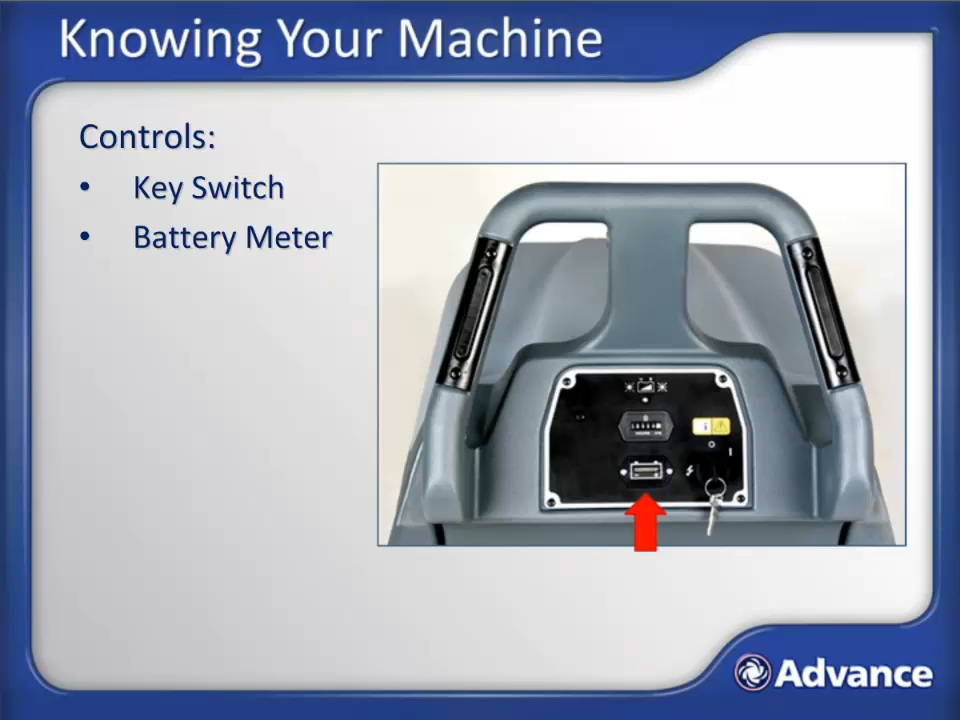 Knowing Your Machine
Controls:
• Key Switch
• Battery Meter
Advance